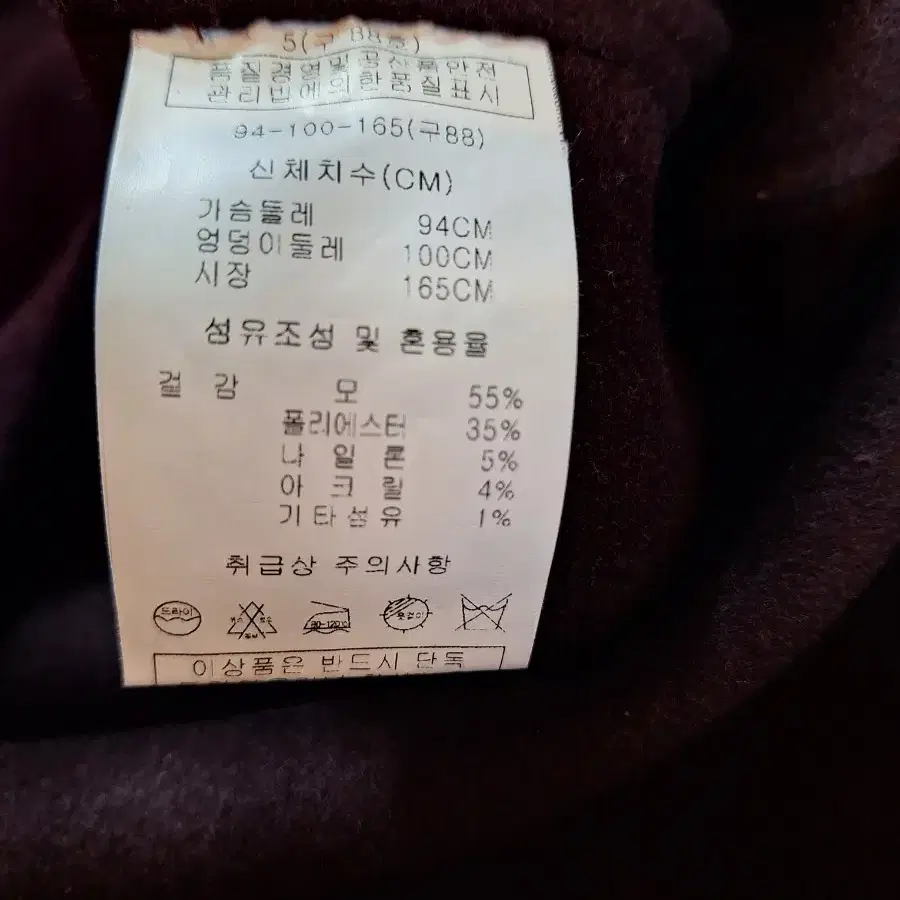 5(구 88호)
품질경영및공산품안전
관리법에의한품질표시
94-100-165(구88)
신체치수(CM)
가슴둘레 94CM
엉덩이둘레 100CM
시장 165CM
섬유조성 및 혼용율
겉 감 모 55%
폴리에스터 35%
나 일 론 5%
아 크 릴 4%
기타섬유 1%
취급상 주의사항
드라이 80-120℃ 옷걸이
이상품은 반드시 단독